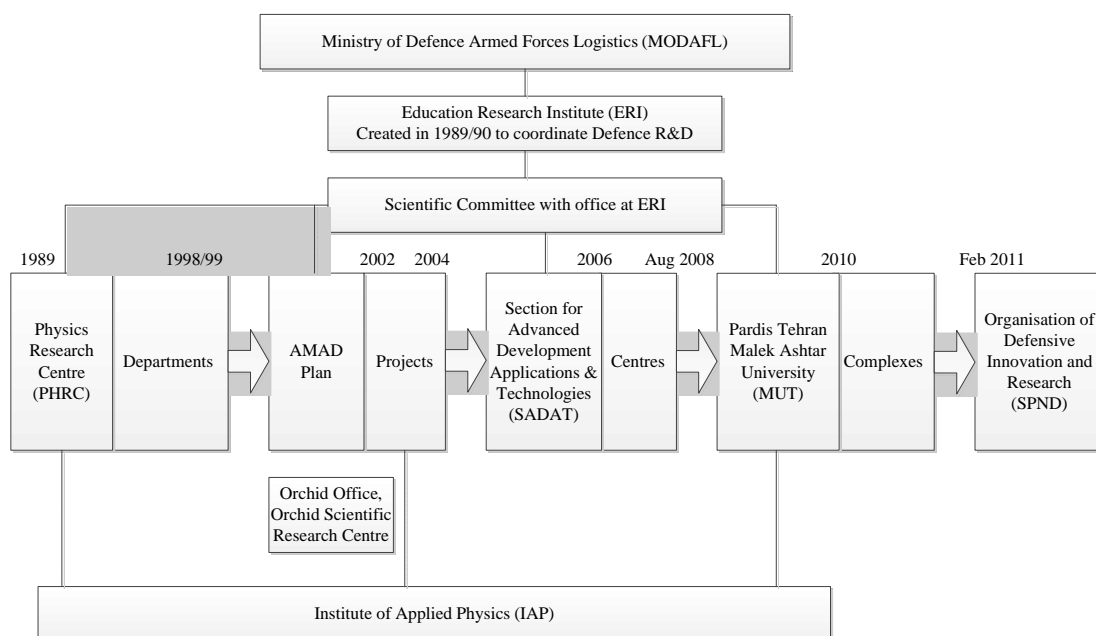 Ministry of Defence Armed Forces Logistics (MODAFL)
Education Research Institute (ERI)
Created in 1989/90 to coordinate Defence R&D
Scientific Committee with office at ERI
1989
1998/99
2002
2004
2006
Aug 2008
2010
Feb 2011
Physics
Research
Centre
(PHRC)
Departments
AMAD
Plan
Projects
Section for
Advanced
Development
Applications &
Technologies
(SADAT)
Centres
Pardis Tehran
Malek Ashtar
University
(MUT)
Complexes
Organisation of
Defensive
Innovation and
Research
(SPND)
Orchid Office,
Orchid Scientific
Research Centre
Institute of Applied Physics (IAP)